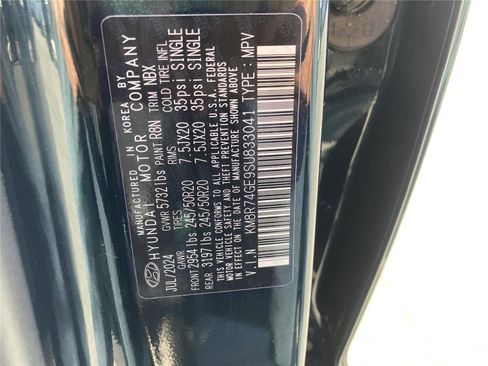 MANUFACTURED IN KOREA BY
HYUNDAI MOTOR COMPANY
JUL/2024 GVWR 5732 lbs PAINT R8N TRIM NBX
GAWR TIRES RIMS COLD TIRE INFL
FRONT 2954 lbs 245/50R20 7.5JX20 35psi SINGLE
REAR 3197 lbs 245/50R20 7.5JX20 35psi SINGLE
THIS VEHICLE CONFORMS TO ALL APPLICABLE U.S.A. FEDERAL
MOTOR VEHICLE SAFETY STANDARDS IN EFFECT ON THE
DATE OF MANUFACTURE SHOWN ABOVE.
V.I.N : KM8R74GE9SU833041 TYPE : MPV